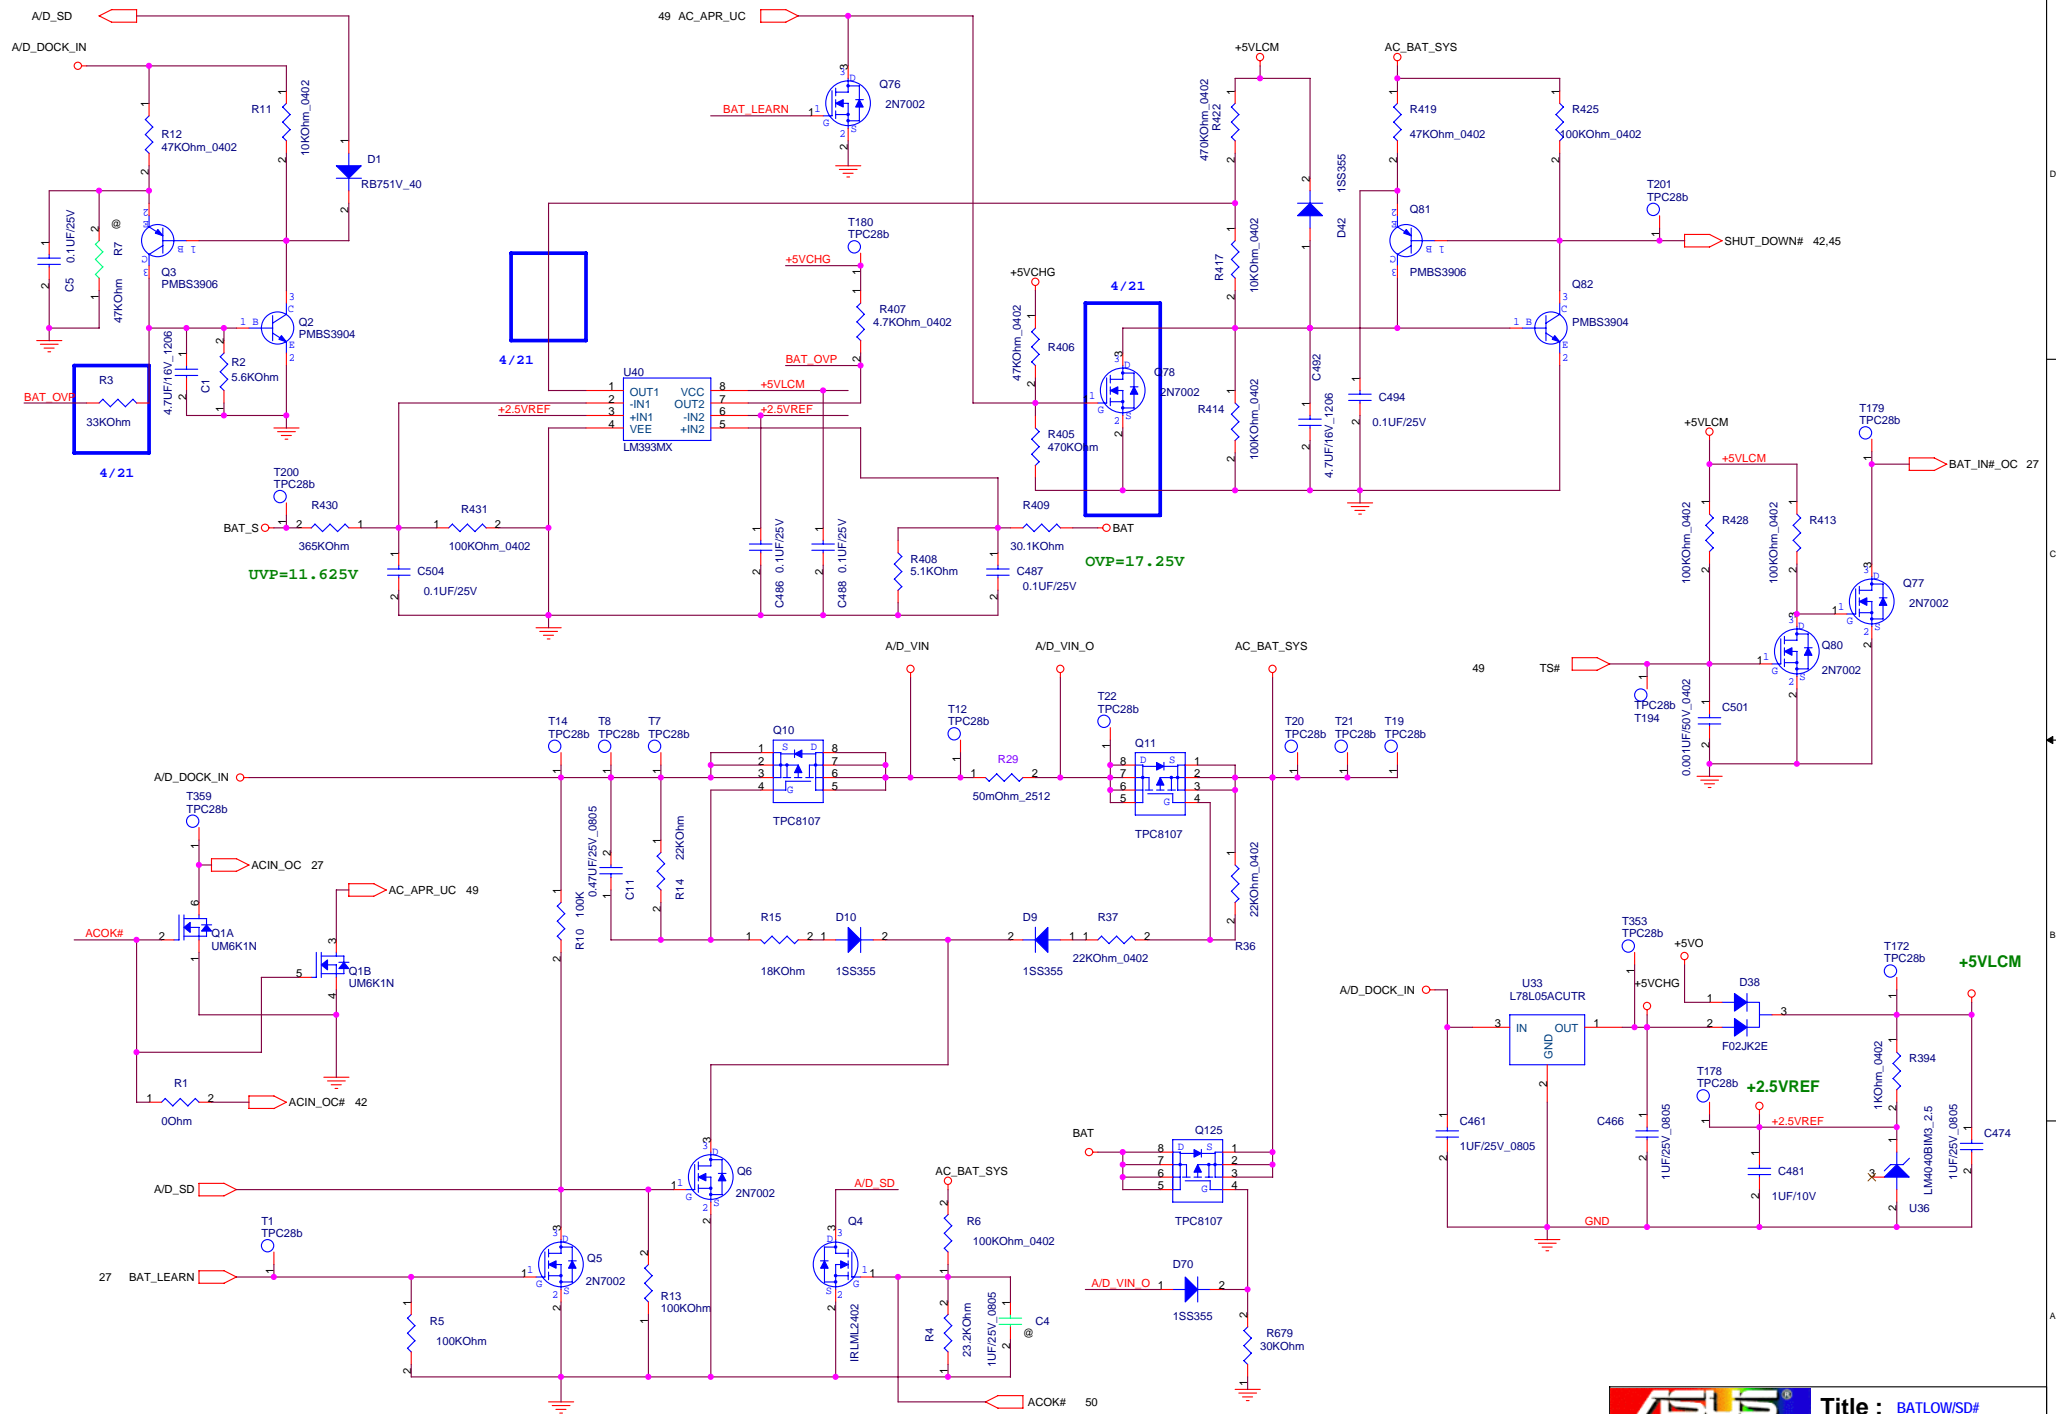 A/D_SD
A/D_DOCK_IN
R12
47KOhm_0402
R11
10KOhm_0402
D1
RB751V_40
C5
0.1UF/25V
R7
@
47KOhm
Q3
PMBS3906
Q2
PMBS3904
R3
33KOhm
BAT_OVP
4/21
4.7UF/16V_1206
C1
R2
5.6KOhm
49 AC_APR_UC
BAT_LEARN
Q76
2N7002
4/21
T180
TPC28b
+5VCHG
R407
4.7KOhm_0402
BAT_OVP
U40
OUT1
-IN1
+IN1
VEE
VCC
OUT2
-IN2
+IN2
LM393MX
+2.5VREF
+5VLCM
+2.5VREF
T200
TPC28b
BAT_S
R430
365KOhm
R431
100KOhm_0402
UVP=11.625V
C504
0.1UF/25V
C486 0.1UF/25V
C488 0.1UF/25V
R408
5.1KOhm
C487
0.1UF/25V
R409
30.1KOhm
BAT
OVP=17.25V
+5VLCM
470KOhm_0402
R422
1SS355
D42
R417
10KOhm_0402
+5VCHG
47KOhm_0402
R406
R405
470KOhm
4/21
Q78
2N7002
R414
100KOhm_0402
C492
4.7UF/16V_1206
C494
0.1UF/25V
AC_BAT_SYS
R419
47KOhm_0402
R425
100KOhm_0402
Q81
PMBS3906
Q82
PMBS3904
T201
TPC28b
SHUT_DOWN# 42,45
+5VLCM
+5VLCM
100KOhm_0402
R428
100KOhm_0402
R413
T179
TPC28b
BAT_IN#_OC 27
Q77
2N7002
Q80
2N7002
49 TS#
TPC28b
T194
0.001UF/50V_0402
C501
A/D_VIN
A/D_VIN_O
AC_BAT_SYS
T14
TPC28b
T8
TPC28b
T7
TPC28b
Q10
TPC8107
T12
TPC28b
R29
50mOhm_2512
T22
TPC28b
Q11
TPC8107
T20
TPC28b
T21
TPC28b
T19
TPC28b
A/D_DOCK_IN
T359
TPC28b
ACIN_OC 27
AC_APR_UC 49
ACOK#
Q1A
UM6K1N
Q1B
UM6K1N
R1
0Ohm
ACIN_OC# 42
R10 100K
0.47UF/25V_0805
C11
22KOhm
R14
R15
18KOhm
D10
1SS355
D9
1SS355
R37
22KOhm_0402
22KOhm_0402
R36
A/D_SD
T1
TPC28b
27 BAT_LEARN
R5
100KOhm
Q5
2N7002
R13
100KOhm
Q6
2N7002
A/D_SD
Q4
IRLML2402
AC_BAT_SYS
R6
100KOhm_0402
R4
23.2KOhm
1UF/25V_0805
C4
@
ACOK# 50
BAT
Q125
TPC8107
A/D_VIN_O
D70
1SS355
R679
30KOhm
A/D_DOCK_IN
U33
L78L05ACUTR
IN
OUT
GND
T353
TPC28b
+5VO
+5VCHG
D38
F02JK2E
T172
TPC28b
+5VLCM
1KOhm_0402
R394
T178
TPC28b
+2.5VREF
+2.5VREF
C461
1UF/25V_0805
C466
1UF/25V_0805
C481
1UF/10V
LM4040BIM3_2.5
U36
1UF/25V_0805
C474
GND
D
C
B
A
ASUS ®
Title : BATLOW/SD#